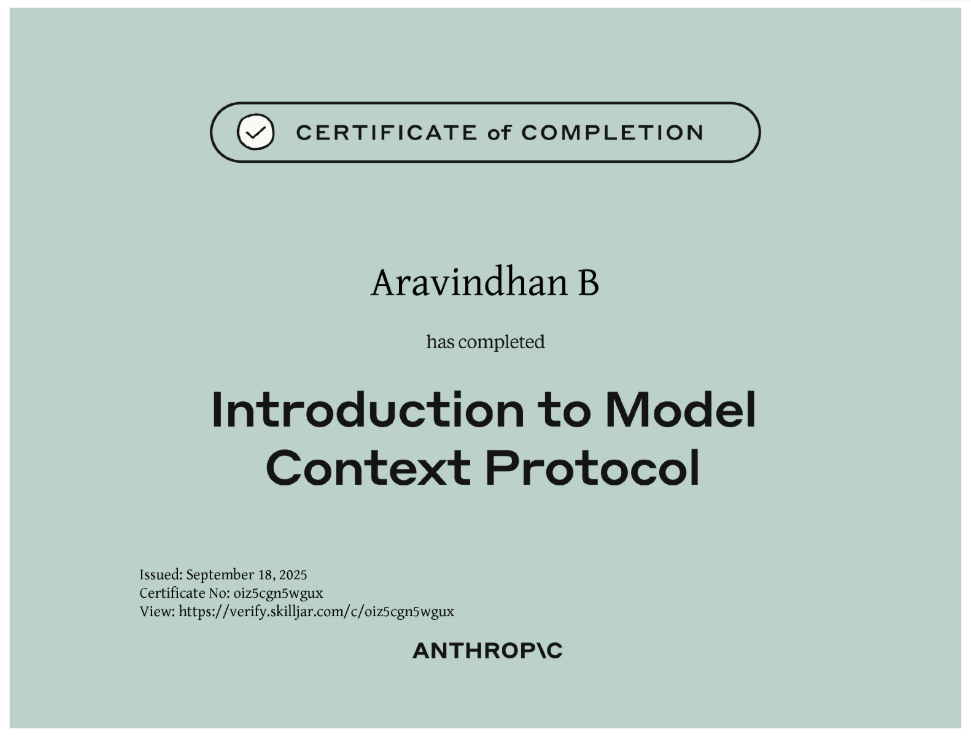 CERTIFICATE of COMPLETION
Aravindhan B
has completed
Introduction to Model
Context Protocol
Issued: September 18, 2025
Certificate No: oiz5cgn5wgux
View: https://verify.skilljar.com/c/oiz5cgn5wgux
ANTHROP\C